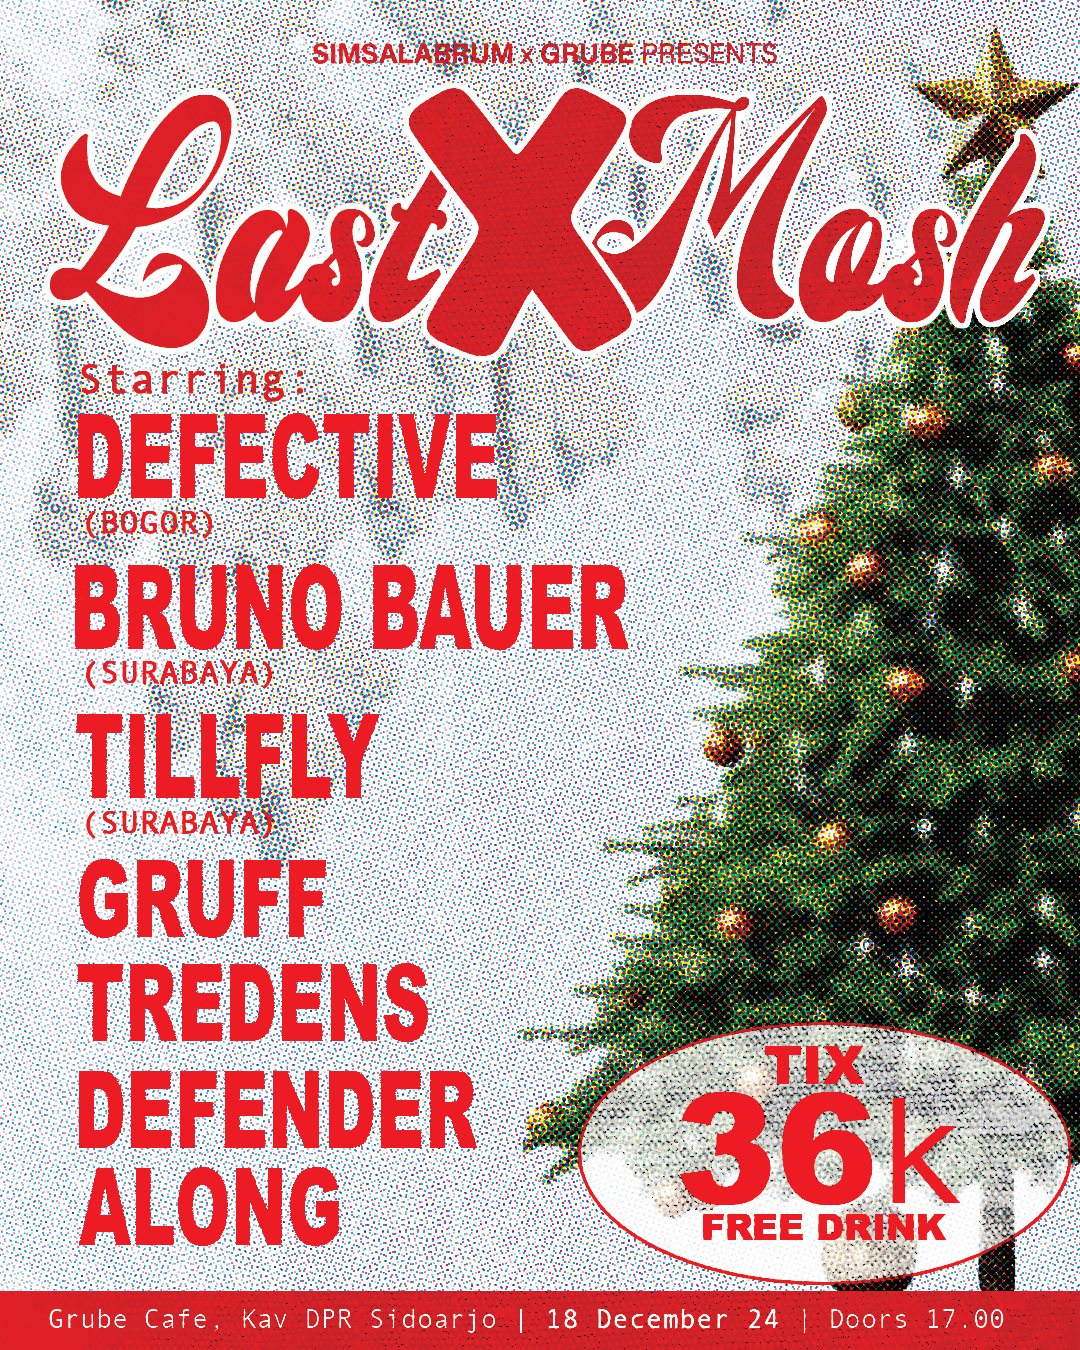 SIMSALABRUM x GRUBE PRESENTS
Last X Mosh
Starring:
DEFECTIVE
(BOGOR)
BRUNO BAUER
(SURABAYA)
TILLFLY
(SURABAYA)
GRUFF
TREDENS
DEFENDER
ALONG
TIX
36k
FREE DRINK
Grube Cafe, Kav DPR Sidoarjo | 18 December 24 | Doors 17.00